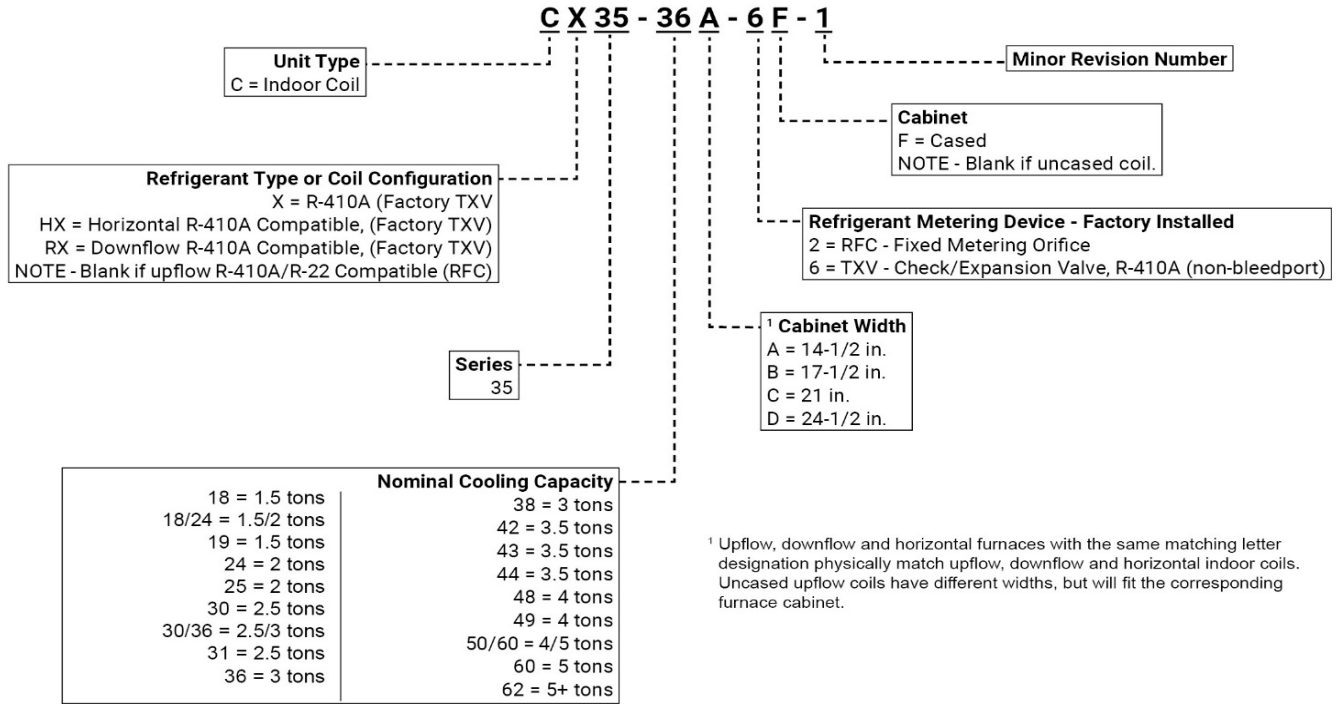 C X 35 - 36 A - 6 F - 1
Unit Type
C = Indoor Coil
Minor Revision Number
Cabinet
F = Cased
NOTE - Blank if uncased coil.
Refrigerant Type or Coil Configuration
X = R-410A (Factory TXV
HX = Horizontal R-410A Compatible, (Factory TXV)
RX = Downflow R-410A Compatible, (Factory TXV)
NOTE - Blank if upflow R-410A/R-22 Compatible (RFC)
Refrigerant Metering Device - Factory Installed
2 = RFC - Fixed Metering Orifice
6 = TXV - Check/Expansion Valve, R-410A (non-bleedport)
¹ Cabinet Width
A = 14-1/2 in.
B = 17-1/2 in.
C = 21 in.
D = 24-1/2 in.
Series
35
Nominal Cooling Capacity
18 = 1.5 tons
18/24 = 1.5/2 tons
19 = 1.5 tons
24 = 2 tons
25 = 2 tons
30 = 2.5 tons
30/36 = 2.5/3 tons
31 = 2.5 tons
36 = 3 tons
38 = 3 tons
42 = 3.5 tons
43 = 3.5 tons
44 = 3.5 tons
48 = 4 tons
49 = 4 tons
50/60 = 4/5 tons
60 = 5 tons
62 = 5+ tons
¹ Upflow, downflow and horizontal furnaces with the same matching letter
designation physically match upflow, downflow and horizontal indoor coils.
Uncased upflow coils have different widths, but will fit the corresponding
furnace cabinet.